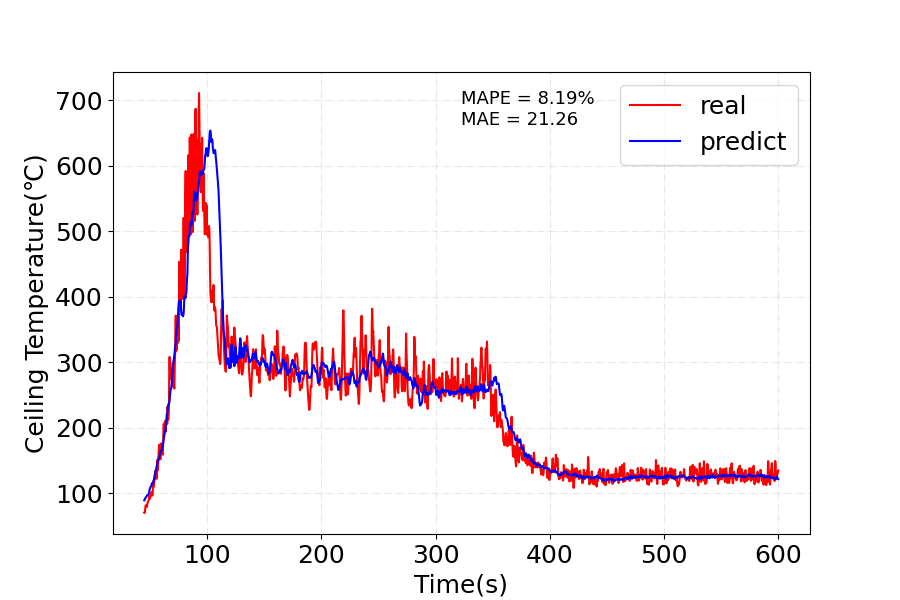 MAPE = 8.19%
MAE = 21.26
real
predict
Ceiling Temperature(℃)
700
600
500
400
300
200
100
100 200 300 400 500 600
Time(s)